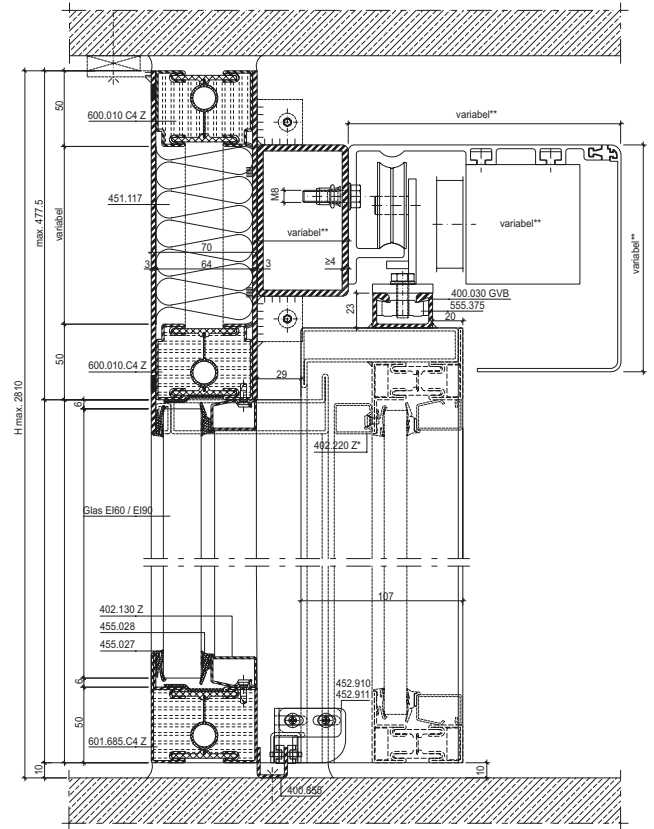 variabel**
50
600.010 C4 Z
M8
variabel**
451.117
variabel**
variabel**
max. 477.5
variabel
70
3
64
3
≥4
400.030 GVB
555.375
23
20
50
600.010.C4 Z
29
H max. 2810
6
402.220 Z*
Glas EI60 / EI90
107
402.130 Z
455.028
455.027
6
452.910
452.911
50
601.685.C4 Z
10
10
400.855